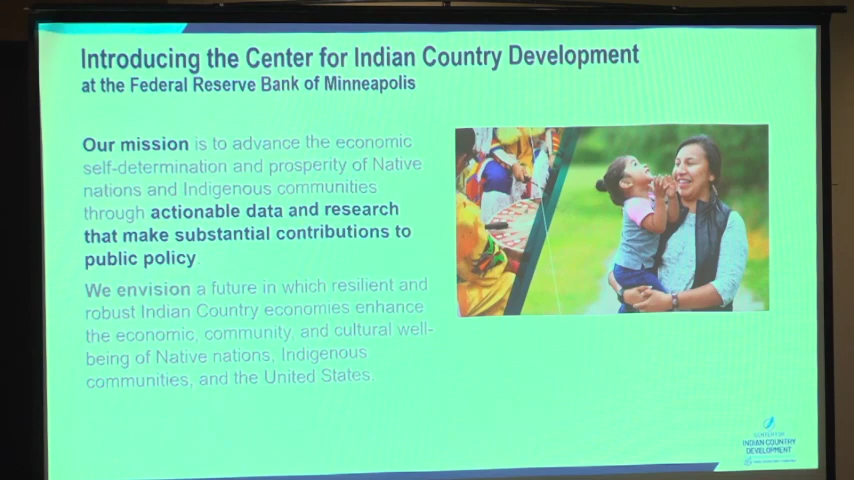 Introducing the Center for Indian Country Development
at the Federal Reserve Bank of Minneapolis
Our mission is to advance the economic
self-determination and prosperity of Native
nations and Indigenous communities
through actionable data and research
that make substantial contributions to
public policy.
We envision a future in which resilient and
robust Indian Country economies enhance
the economic, community, and cultural well-
being of Native nations, Indigenous
communities, and the United States.
CENTER FOR
INDIAN COUNTRY
DEVELOPMENT